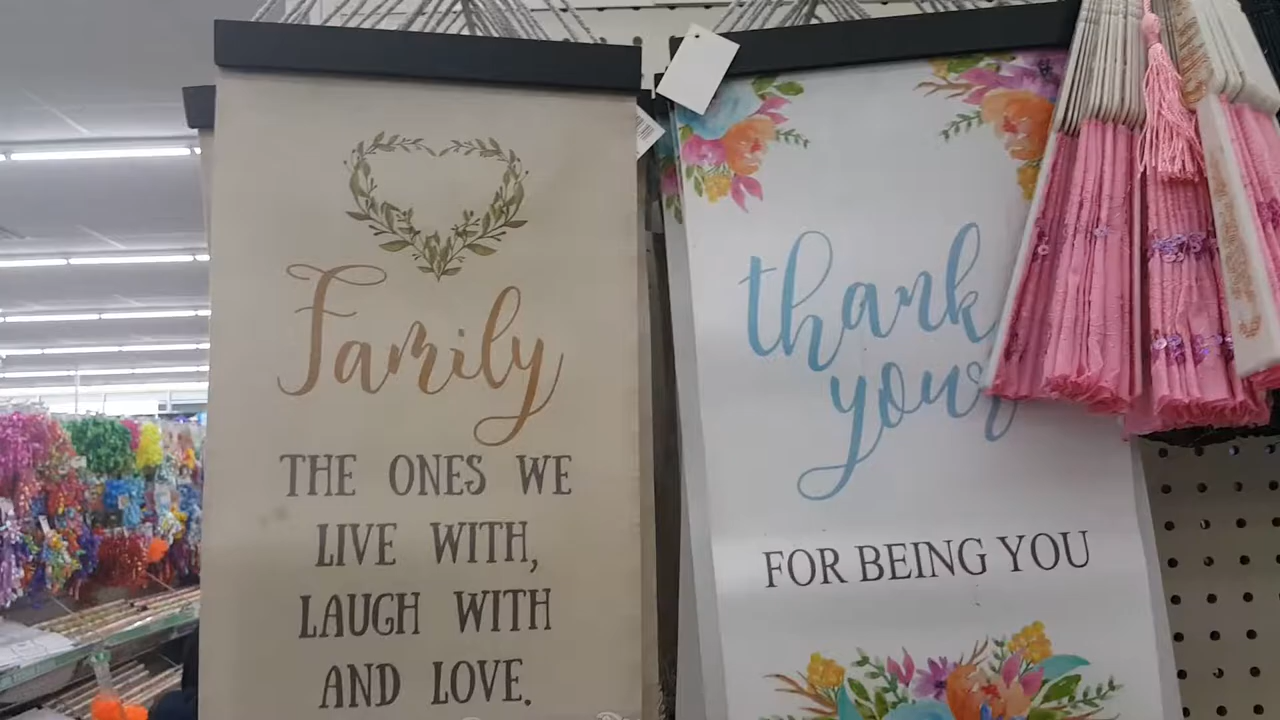 Family
THE ONES WE
LIVE WITH,
LAUGH WITH
AND LOVE.
thank
you
FOR BEING YOU